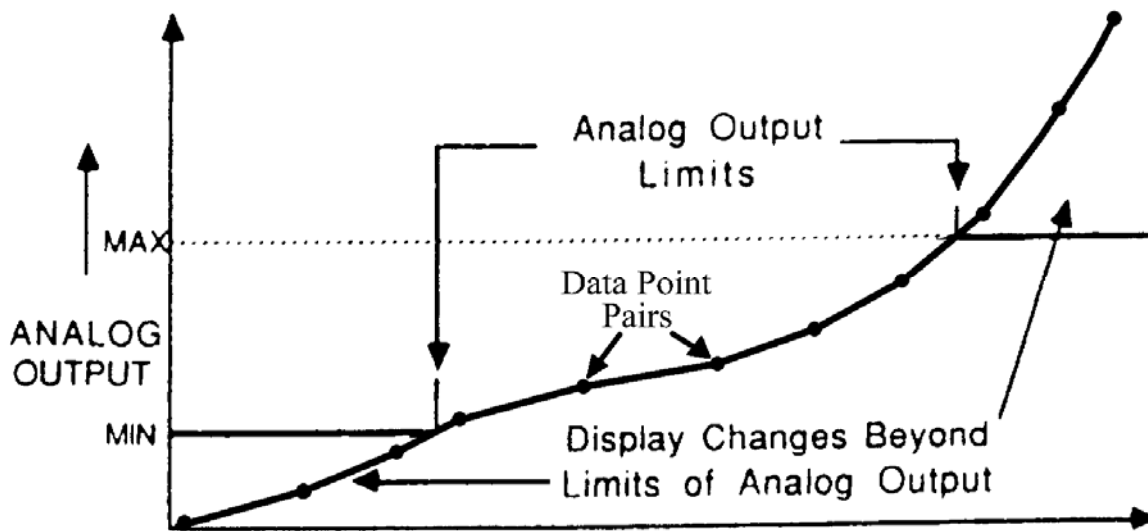 Analog Output
Limits
MAX
Data Point
Pairs
ANALOG
OUTPUT
MIN
Display Changes Beyond
Limits of Analog Output